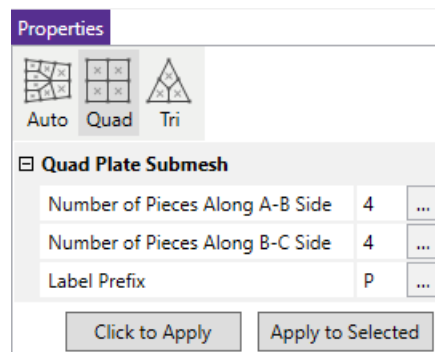 Properties
Auto Quad Tri
Quad Plate Submesh
Number of Pieces Along A-B Side 4 ...
Number of Pieces Along B-C Side 4 ...
Label Prefix P ...
Click to Apply Apply to Selected